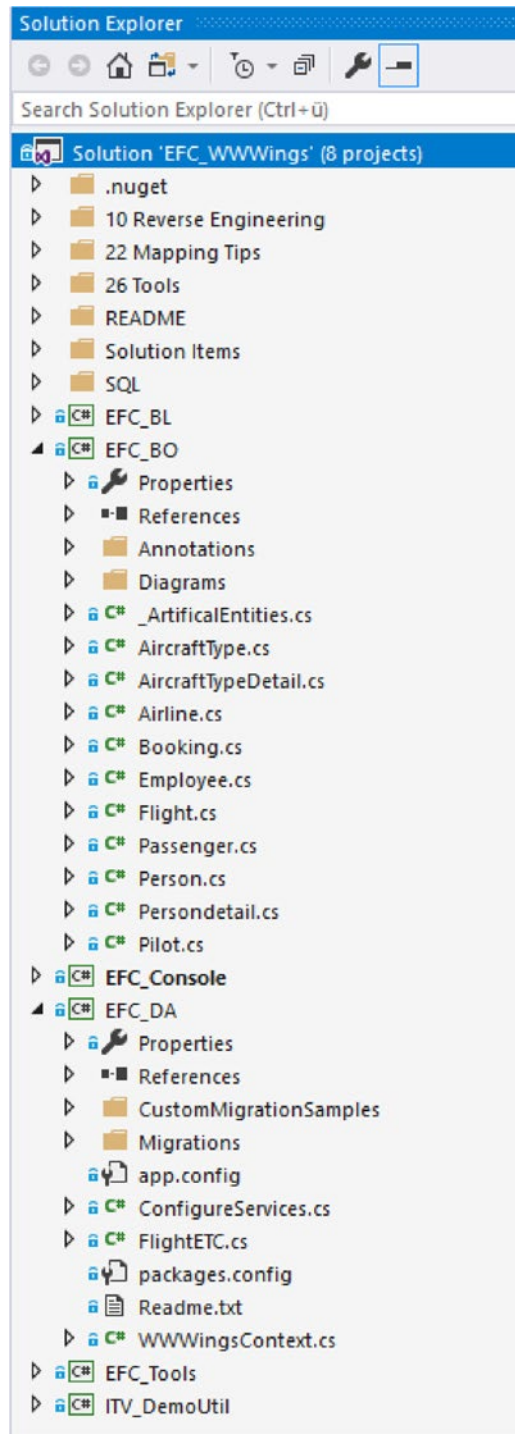 Solution Explorer
Search Solution Explorer (Ctrl+ü)
Solution 'EFC_WWWings' (8 projects)
.nuget
10 Reverse Engineering
22 Mapping Tips
26 Tools
README
Solution Items
SQL
C# EFC_BL
C# EFC_BO
Properties
References
Annotations
Diagrams
C# _ArtificalEntities.cs
C# AircraftType.cs
C# AircraftTypeDetail.cs
C# Airline.cs
C# Booking.cs
C# Employee.cs
C# Flight.cs
C# Passenger.cs
C# Person.cs
C# Persondetail.cs
C# Pilot.cs
C# EFC_Console
C# EFC_DA
Properties
References
CustomMigrationSamples
Migrations
app.config
C# ConfigureServices.cs
C# FlightETC.cs
packages.config
Readme.txt
C# WWWingsContext.cs
C# EFC_Tools
C# ITV_DemoUtil